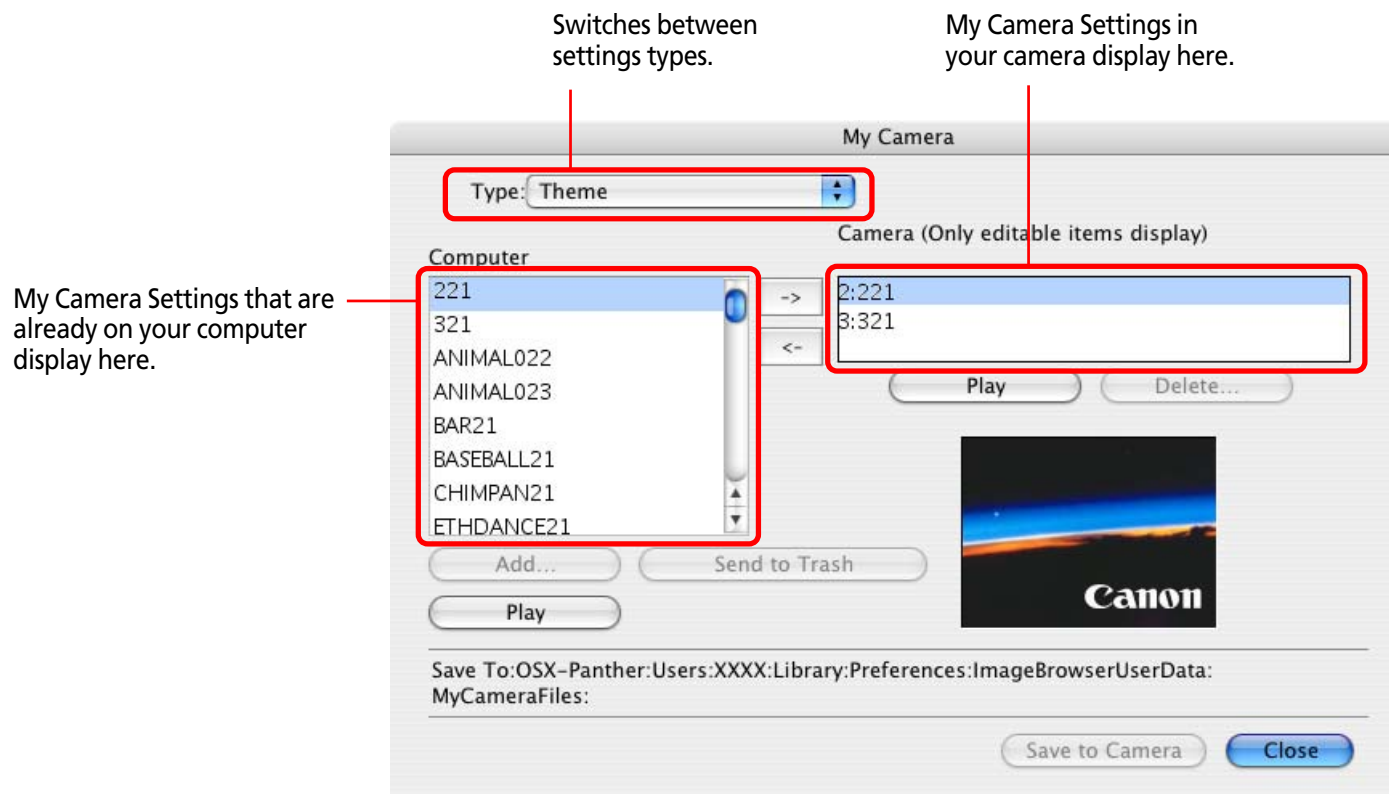 Switches between
settings types.
My Camera Settings in
your camera display here.
My Camera
Type: Theme
Camera (Only editable items display)
Computer
My Camera Settings that are
already on your computer
display here.
221
321
ANIMAL022
ANIMAL023
BAR21
BASEBALL21
CHIMPAN21
ETHDANCE21
->
<-
2:221
3:321
Play
Delete...
Canon
Add...
Send to Trash
Play
Save To:OSX-Panther:Users:XXXX:Library:Preferences:ImageBrowserUserData:
MyCameraFiles:
Save to Camera
Close